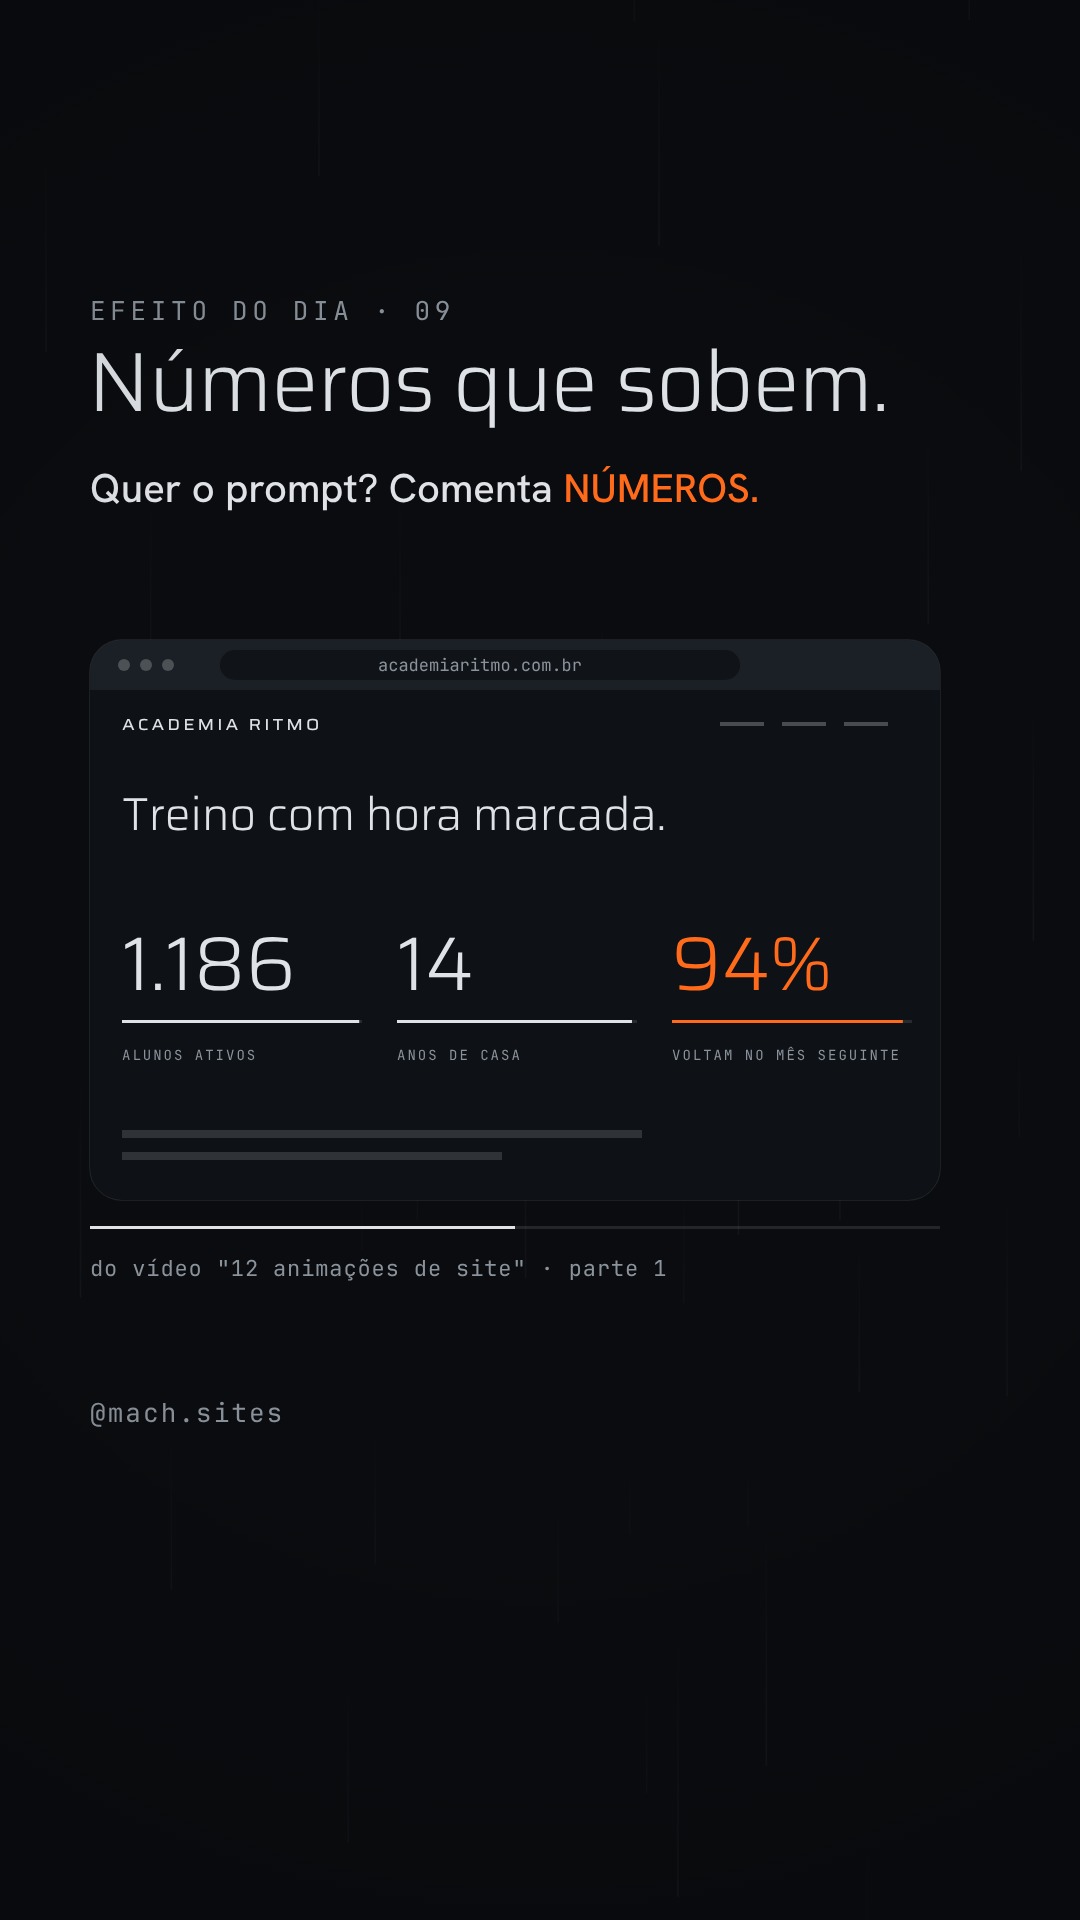 EFEITO DO DIA · 09
Números que sobem.
Quer o prompt? Comenta NÚMEROS.
academiaritmo.com.br
ACADEMIA RITMO
Treino com hora marcada.
1.186 14 94%
ALUNOS ATIVOS ANOS DE CASA VOLTAM NO MÊS SEGUINTE
do vídeo "12 animações de site" · parte 1
@mach.sites